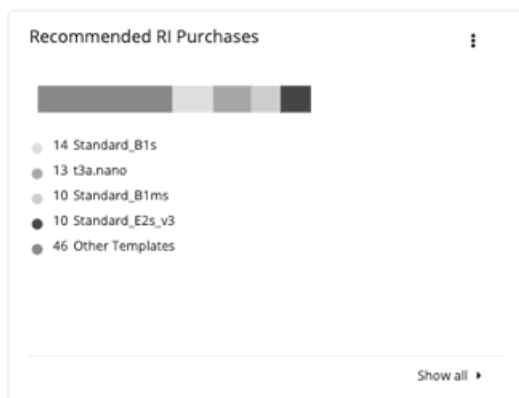 Recommended RI Purchases
14 Standard_B1s
13 t3a.nano
10 Standard_B1ms
10 Standard_E2s_v3
46 Other Templates
Show all